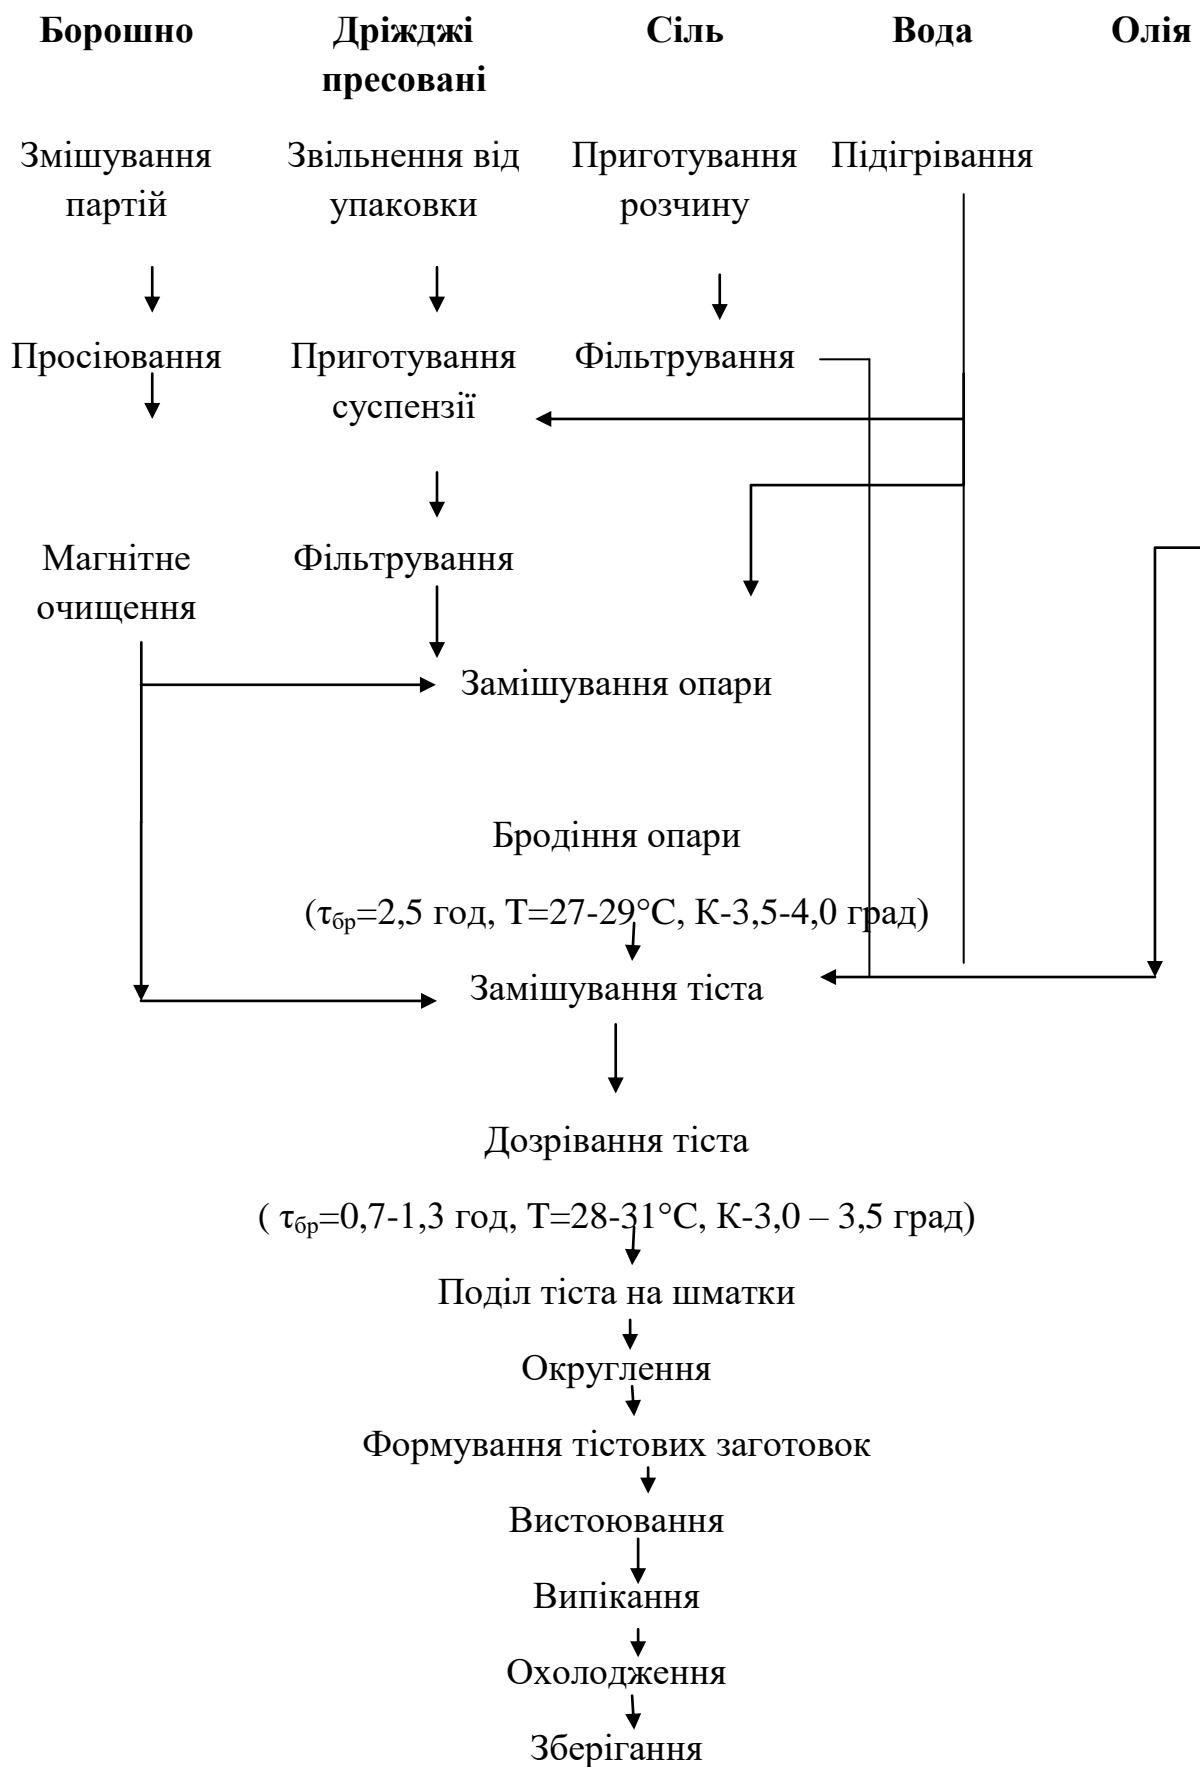 Борошно Дріжджі Сіль Вода Олія
пресовані
Змішування Звільнення від Приготування Підігрівання
партій упаковки розчину
Просіювання Приготування Фільтрування
суспензії
Магнітне Фільтрування
очищення
Замішування опари
Бродіння опари
(τбр=2,5 год, Т=27-29°С, К-3,5-4,0 град)
Замішування тіста
Дозрівання тіста
( τбр=0,7-1,3 год, Т=28-31°С, К-3,0 – 3,5 град)
Поділ тіста на шматки
Округлення
Формування тістових заготовок
Вистоювання
Випікання
Охолодження
Зберігання